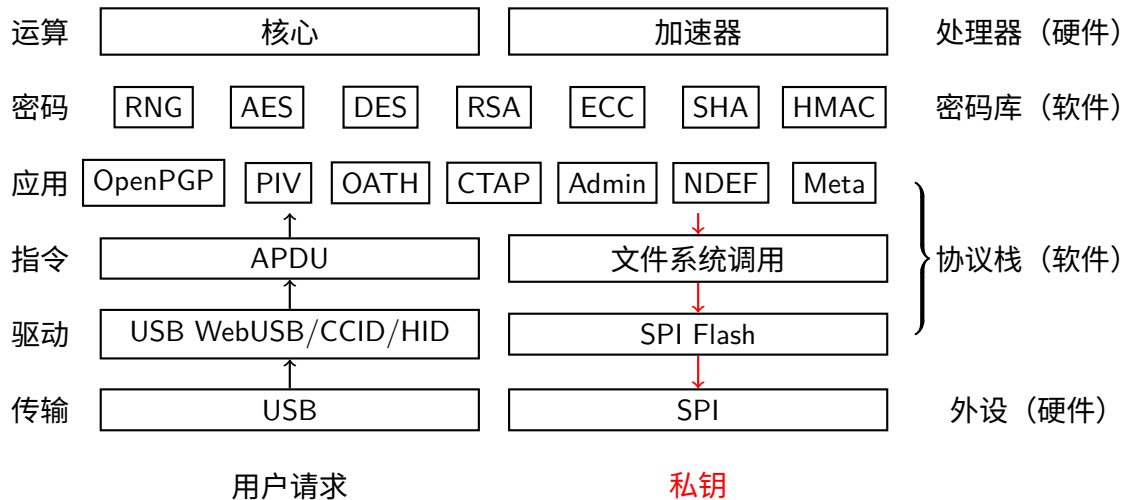 运算 核心 加速器 处理器（硬件）
密码 RNG AES DES RSA ECC SHA HMAC 密码库（软件）
应用 OpenPGP PIV OATH CTAP Admin NDEF Meta
指令 APDU 文件系统调用 协议栈（软件）
驱动 USB WebUSB/CCID/HID SPI Flash
传输 USB SPI 外设（硬件）
用户请求 私钥